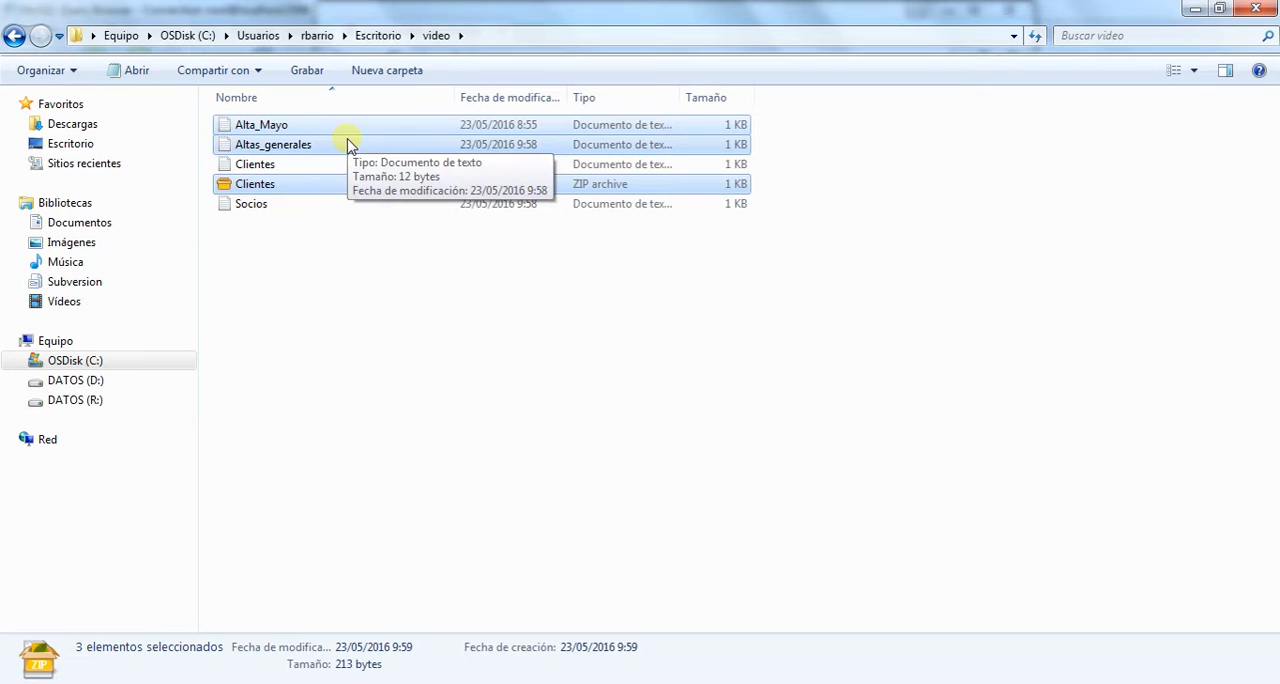 Equipo OSDisk (C:) Usuarios rbarrio Escritorio video Buscar video
Organizar Abrir Compartir con Grabar Nueva carpeta
Nombre Fecha de modifica... Tipo Tamaño
Favoritos
Descargas
Escritorio
Sitios recientes
Bibliotecas
Documentos
Imágenes
Música
Subversion
Vídeos
Equipo
OSDisk (C:)
DATOS (D:)
DATOS (R:)
Red
Alta_Mayo 23/05/2016 8:55 Documento de tex... 1 KB
Altas_generales 23/05/2016 9:58 Documento de tex... 1 KB
Clientes Documento de tex... 1 KB
Clientes ZIP archive 1 KB
Socios 23/05/2016 9:58 Documento de tex... 1 KB
Tipo: Documento de texto
Tamaño: 12 bytes
Fecha de modificación: 23/05/2016 9:58
3 elementos seleccionados Fecha de modifica... 23/05/2016 9:59 Fecha de creación: 23/05/2016 9:59
Tamaño: 213 bytes
ZIP